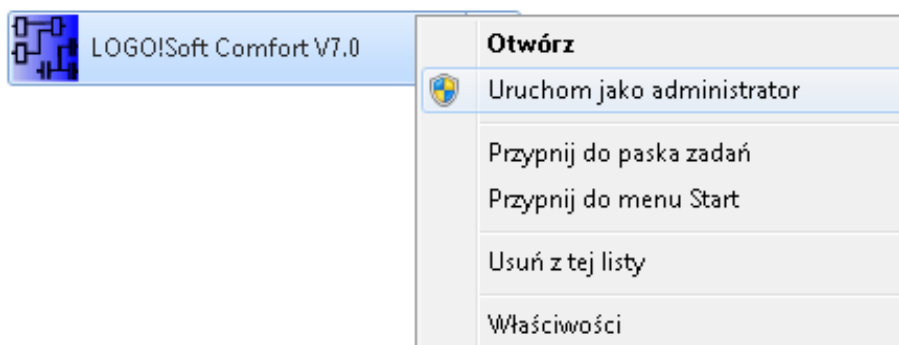 LOGO!Soft Comfort V7.0
Otwórz
Uruchom jako administrator
Przypnij do paska zadań
Przypnij do menu Start
Usuń z tej listy
Właściwości